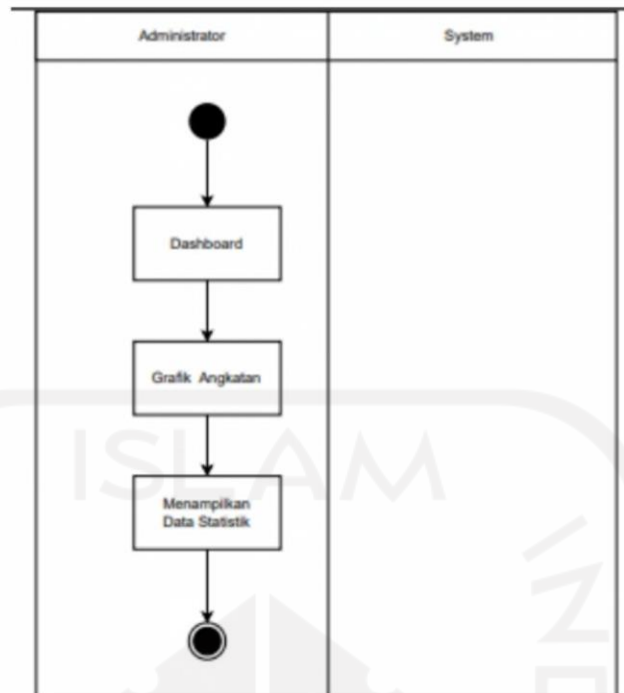 Administrator
System
Dashboard
Grafik Angkatan
Menampilkan
Data Statistik
ISLAM